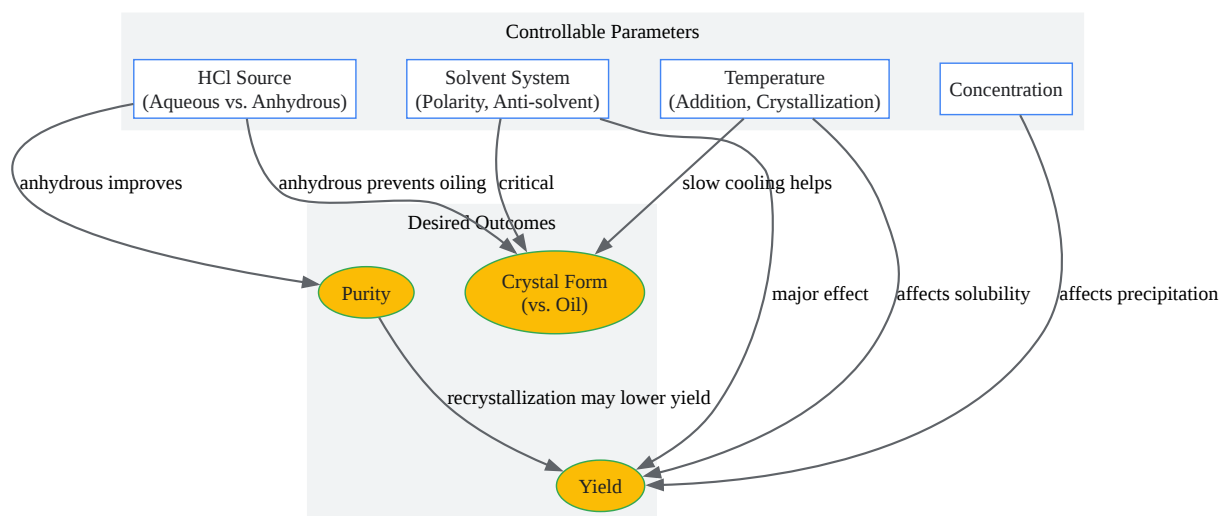 Controllable Parameters
HCl Source
(Aqueous vs. Anhydrous)
Solvent System
(Polarity, Anti-solvent)
Temperature
(Addition, Crystallization)
Concentration
anhydrous improves
anhydrous prevents oiling
critical
slow cooling helps
Desired Outcomes
Purity
Crystal Form
(vs. Oil)
major effect
affects solubility
affects precipitation
recrystallization may lower yield
Yield